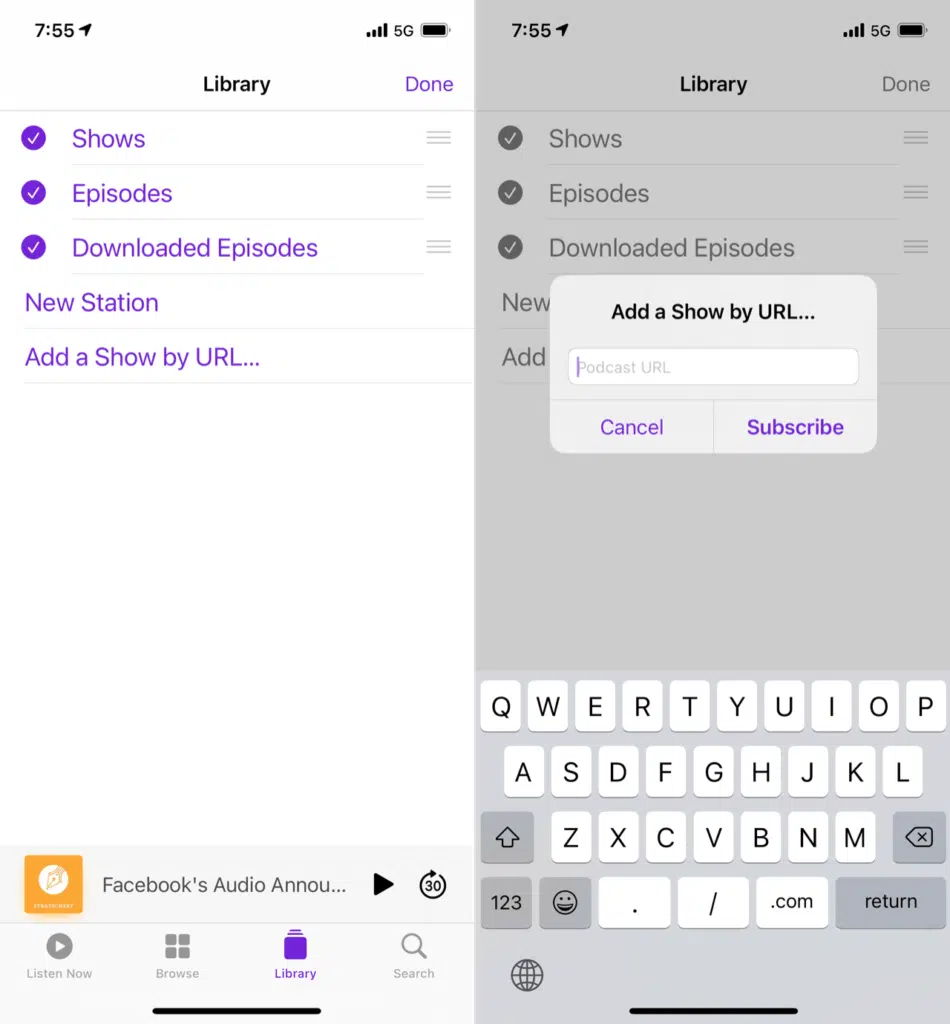 7:55
5G
Library
Done
Shows
Episodes
Downloaded Episodes
New Station
Add a Show by URL...
STRATECHERY
Facebook's Audio Annou...
30
Listen Now
Browse
Library
Search
7:55
5G
Library
Done
Shows
Episodes
Downloaded Episodes
New
Add
Add a Show by URL...
Podcast URL
Cancel
Subscribe
Q W E R T Y U I O P
A S D F G H J K L
Z X C V B N M
123 . / .com return